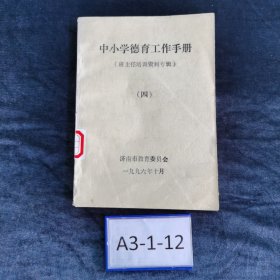 中小学德育工作手册
（班主任培训资料专辑）
（四）
济南市教育委员会
一九九六年十月
A3-1-12